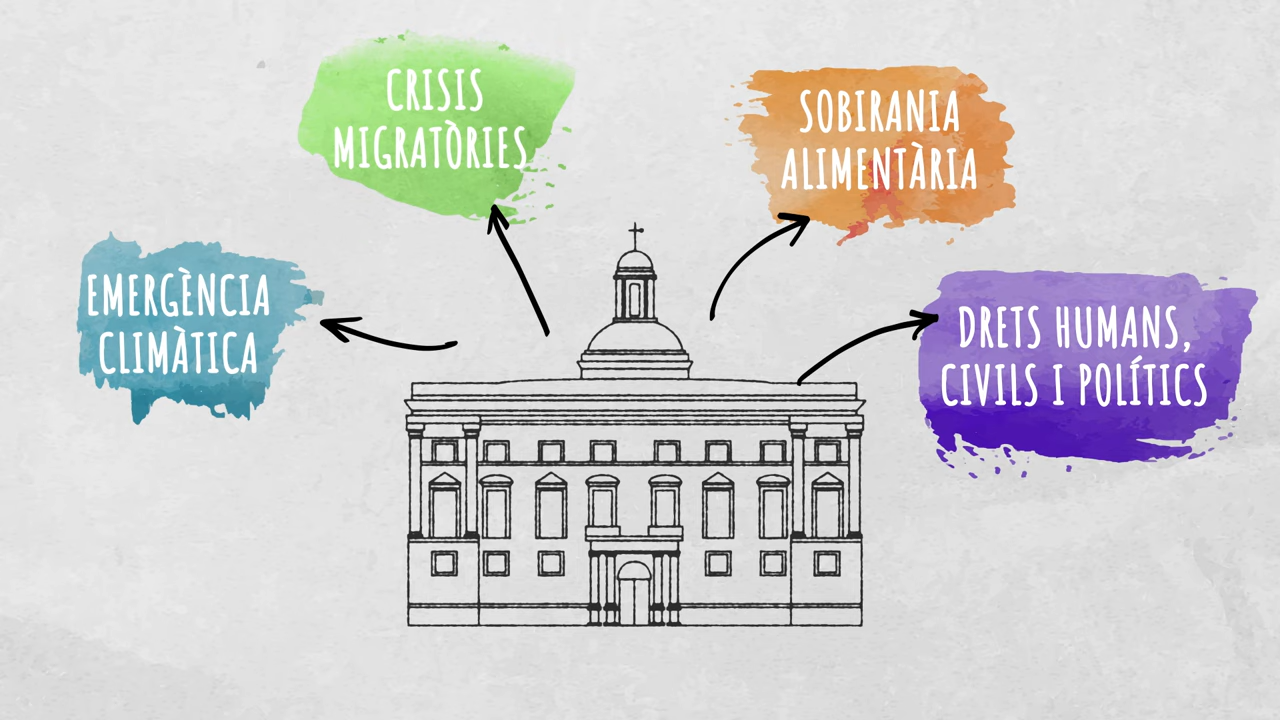 CRISIS
MIGRATÒRIES
SOBIRANIA
ALIMENTÀRIA
EMERGÈNCIA
CLIMÀTICA
DRETS HUMANS,
CIVILS I POLÍTICS